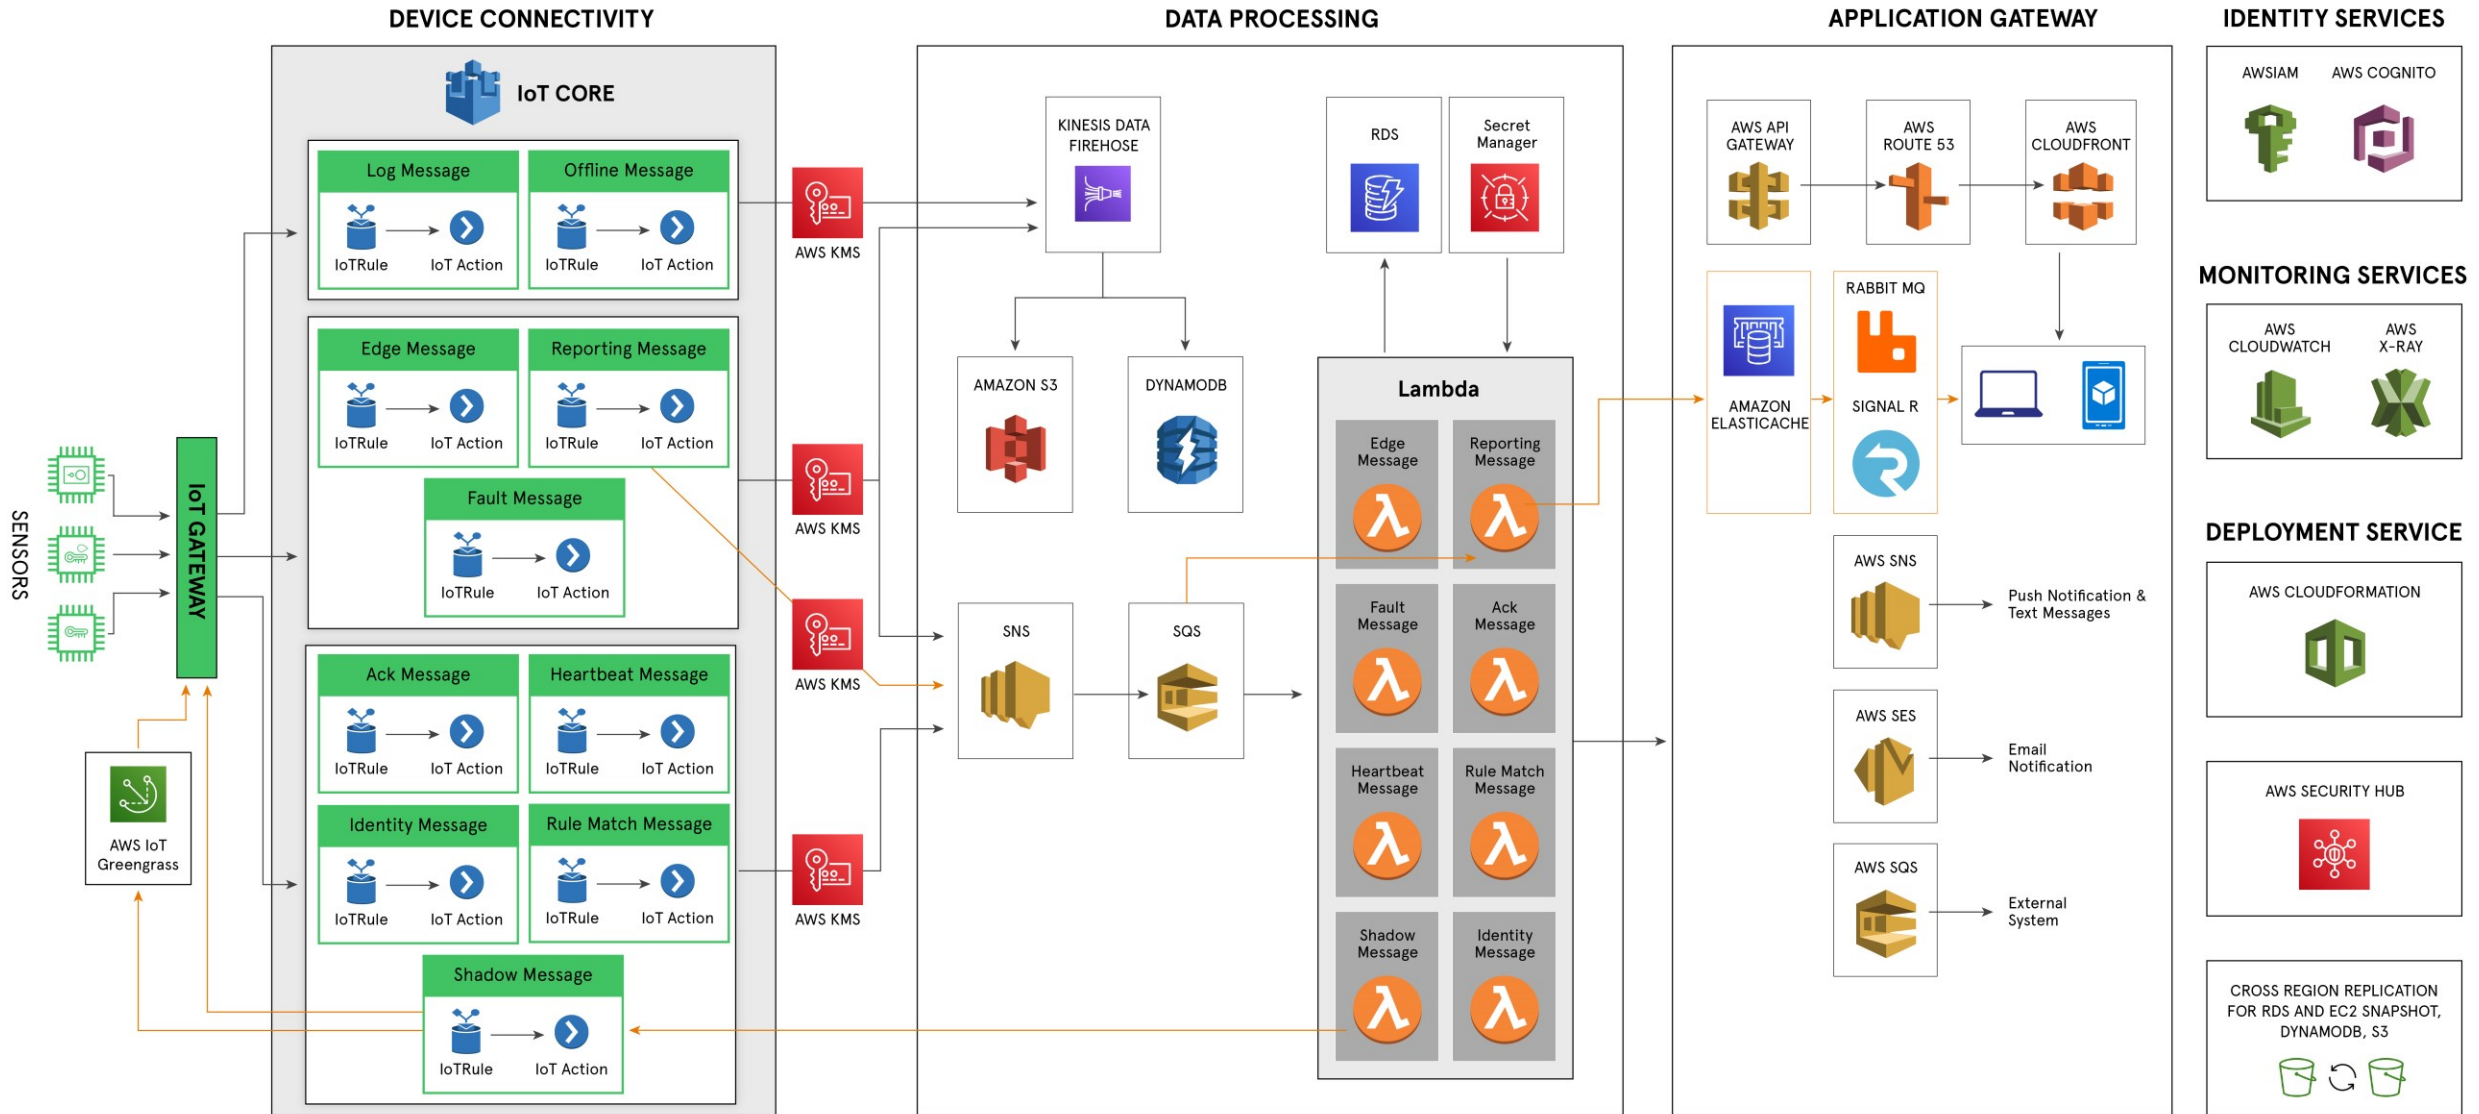 DEVICE CONNECTIVITY
DATA PROCESSING
APPLICATION GATEWAY
IDENTITY SERVICES
IoT CORE
Log Message
IoTRule
IoT Action
Offline Message
IoTRule
IoT Action
Edge Message
IoTRule
IoT Action
Reporting Message
IoTRule
IoT Action
Fault Message
IoTRule
IoT Action
Ack Message
IoTRule
IoT Action
Heartbeat Message
IoTRule
IoT Action
Identity Message
IoTRule
IoT Action
Rule Match Message
IoTRule
IoT Action
Shadow Message
IoTRule
IoT Action
SENSORS
IoT GATEWAY
AWS IoT
Greengrass
AWS KMS
AWS KMS
AWS KMS
AWS KMS
KINESIS DATA
FIREHOSE
AMAZON S3
DYNAMODB
RDS
Secret
Manager
SNS
SQS
Lambda
Edge
Message
Reporting
Message
Fault
Message
Ack
Message
Heartbeat
Message
Rule Match
Message
Shadow
Message
Identity
Message
AWS API
GATEWAY
AWS
ROUTE 53
AWS
CLOUDFRONT
AMAZON
ELASTICACHE
RABBIT MQ
SIGNAL R
AWS SNS
Push Notification &
Text Messages
AWS SES
Email
Notification
AWS SQS
External
System
AWSIAM
AWS COGNITO
MONITORING SERVICES
AWS
CLOUDWATCH
AWS
X-RAY
DEPLOYMENT SERVICE
AWS CLOUDFORMATION
AWS SECURITY HUB
CROSS REGION REPLICATION
FOR RDS AND EC2 SNAPSHOT,
DYNAMODB, S3